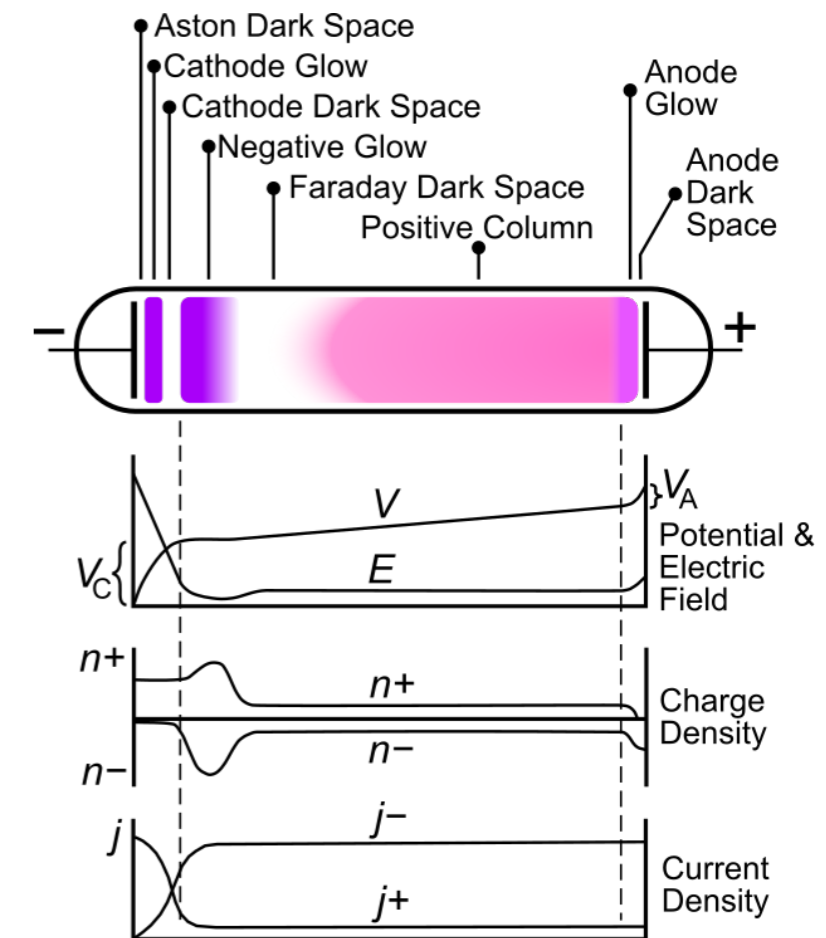 Aston Dark Space
Cathode Glow
Cathode Dark Space
Negative Glow
Faraday Dark Space
Positive Column
Anode
Glow
Anode
Dark
Space
−
+
V
VA
VC
E
Potential &
Electric
Field
n+
n+
n−
n−
Charge
Density
j
j−
j+
Current
Density